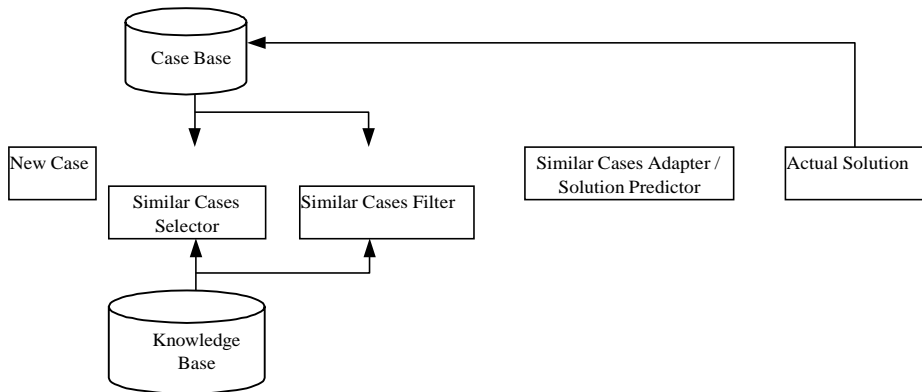 Case Base
New Case
Similar Cases
Selector
Similar Cases Filter
Similar Cases Adapter /
Solution Predictor
Actual Solution
Knowledge
Base